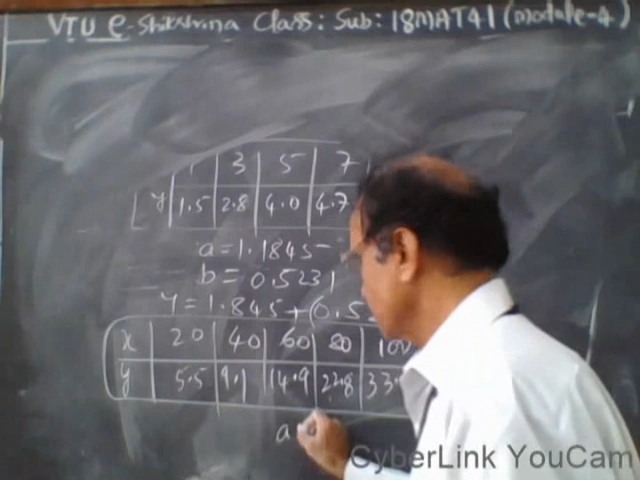 VTU e-Shikshana Class: Sub: 18MAT41 (module-4)
1 3 5 7
y 1.5 2.8 4.0 4.7
a = 1.1845
b = 0.5231
Y = 1.845 + (0.5
x 20 40 60 80 100
y 5.5 9.1 14.9 22.8 33.
a
CyberLink YouCam